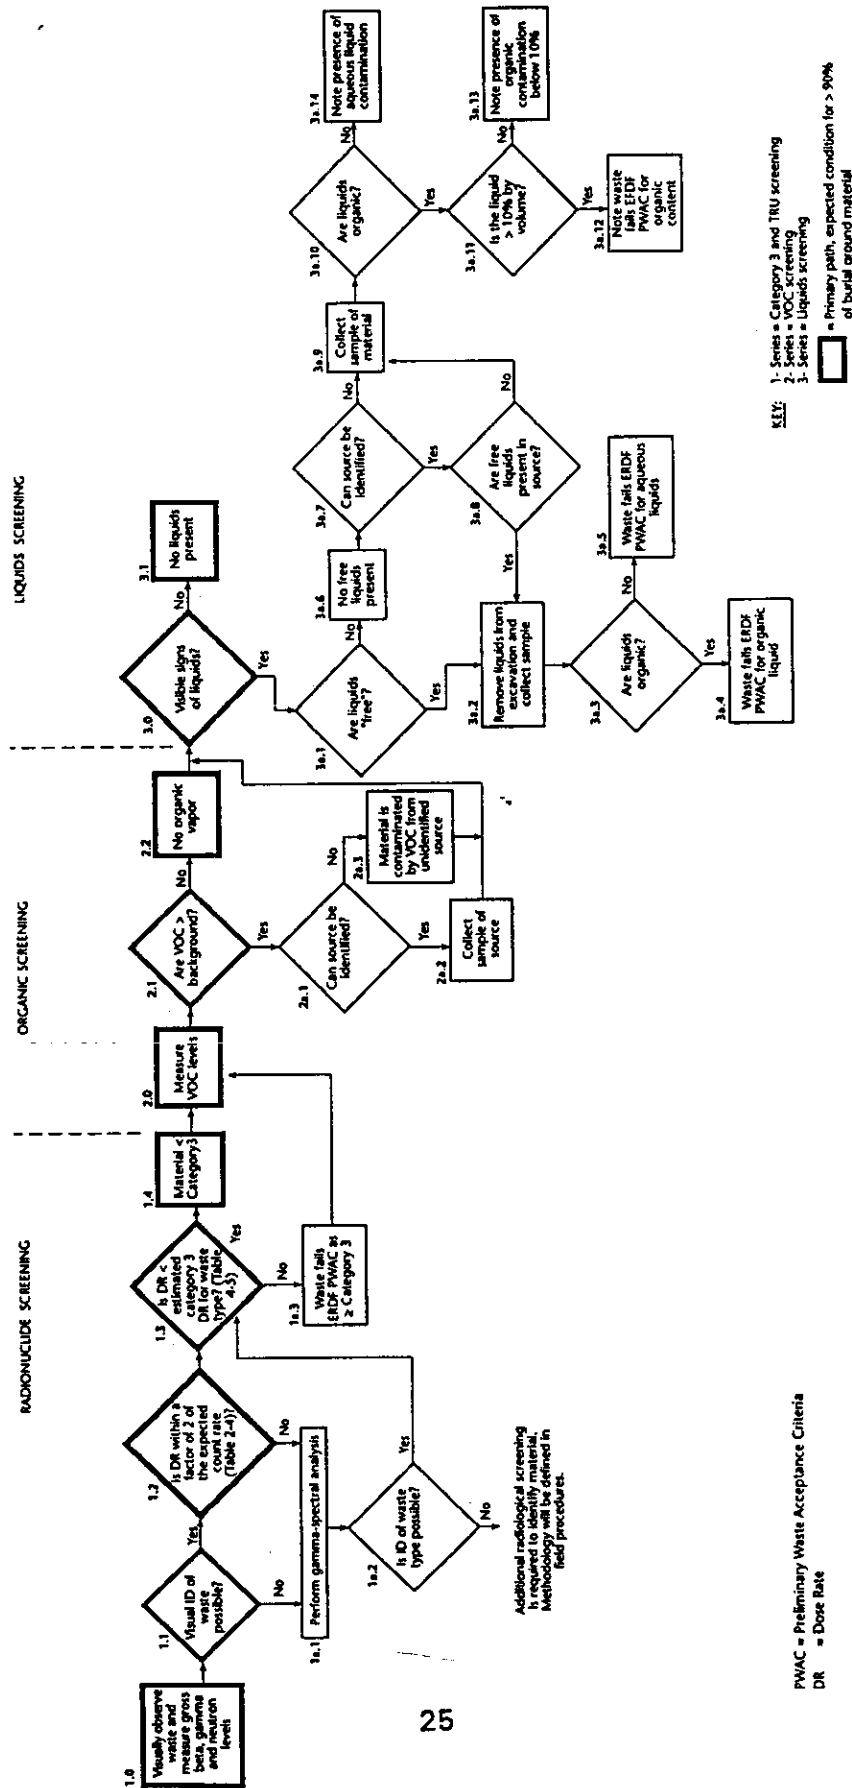 RADIONUCLIDE SCREENING
ORGANIC SCREENING
LIQUIDS SCREENING
1.0
Visually observe
waste and
measure gross
beta, gamma
and neutron
levels
1.1
Visual ID of
waste
possible?
Yes
No
1.2
Is DR within a
factor of 2 of
the expected
count rate
(Table 2-4)?
No
1a.1
Perform gamma-spectral analysis
1a.2
Is ID of waste
type possible?
Yes
No
Additional radiological screening
is required to identify material.
Methodology will be defined in
field procedures.
1.3
Is DR <
estimated
category 3
DR for waste
type? (Table
4.5)
Yes
No
1a.3
Waste fails
ERDF PWAC as
≥ Category 3
1.4
Material <
Category 3
2.0
Measure
VOC levels
2.1
Are VOC >
background?
No
Yes
2.2
No organic
vapor
2a.1
Can source be
identified?
No
Yes
2a.3
Material is
contaminated
by VOC from
unidentified
source
2a.2
Collect
sample of
source
3.0
Visible signs
of liquids?
No
Yes
3.1
No liquids
present
3a.1
Are liquids
"free"?
No
Yes
3a.6
No free
liquids
present
3a.2
Remove liquids from
excavation and
collect sample
3a.3
Are liquids
organic?
No
Yes
3a.5
Waste fails ERDF
PWAC for aqueous
liquids
3a.4
Waste fails ERDF
PWAC for organic
liquid
3a.7
Can source be
identified?
No
Yes
3a.8
Are free
liquids
present in
source?
No
Yes
3a.9
Collect
sample of
material
3a.10
Are liquids
organic?
No
Yes
3a.14
Note presence of
aqueous liquid
contamination
3a.11
Is the liquid
> 10% by
volume?
No
Yes
3a.13
Note presence of
organic
contamination
below 10%
3a.12
Note waste
fails EFDF
PWAC for
organic
content
KEY:
1- Series = Category 3 and TRU screening
2- Series = VOC screening
3- Series = Liquids screening
= Primary path, expected condition for > 90%
of burial ground material
PWAC = Preliminary Waste Acceptance Criteria
DR = Dose Rate
25